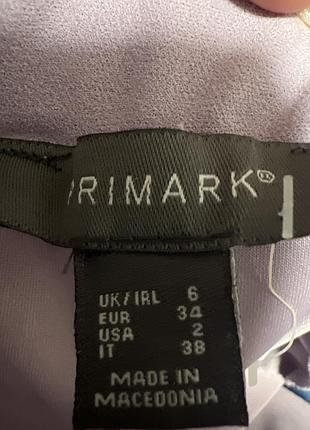 PRIMARK®
UK/IRL 6
EUR 34
USA 2
IT 38
MADE IN
MACEDONIA